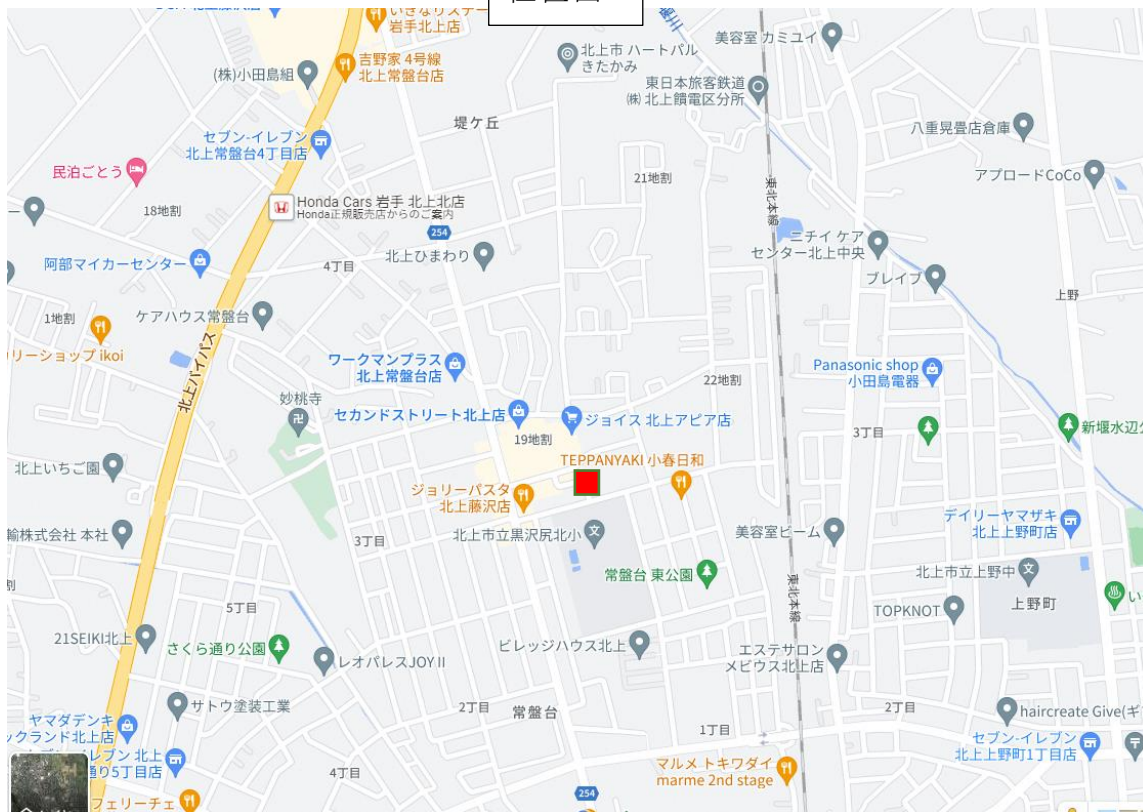 いきなりステー
岩手北上店
吉野家 4号線
北上常盤台店
(株)小田島組
北上市 ハートパル
きたかみ
美容室 カミユイ
東日本旅客鉄道
㈱ 北上饋電区分所
堤ケ丘
セブン-イレブン
北上常盤台4丁目店
八重晃畳店倉庫
民泊ごとう
21地割
アプロードCoCo
東北本線
18地割
Honda Cars 岩手 北上北店
Honda正規販売店からのご案内
254
北上ひまわり
ニチイ ケア
センター北上中央
阿部マイカーセンター
4丁目
ブレイブ
上野
1地割
ケアハウス常盤台
リーショップ ikoi
北上バイパス
ワークマンプラス
北上常盤台店
Panasonic shop
小田島電器
22地割
妙桃寺
セカンドストリート北上店
ジョイス 北上アピア店
19地割
3丁目
新堰水辺公
TEPPANYAKI 小春日和
北上いちご園
ジョリーパスタ
北上藤沢店
輸株式会社 本社
3丁目
北上市立黒沢尻北小
美容室ビーム
デイリーヤマザキ
北上上野町店
常盤台 東公園
東北本線
北上市立上野中
上野町
い
割
5丁目
TOPKNOT
21SEIKI北上
さくら通り公園
レオパレスJOYⅡ
ビレッジハウス北上
エステサロン
メビウス北上店
サトウ塗装工業
2丁目
常盤台
2丁目
haircreate Give(ギ
ヤマダデンキ
ックランド北上店
1丁目
セブン-イレブン
北上上野町1丁目店
イレブン 北上
通り5丁目店
4丁目
マルメ トキワダイ
marme 2nd stage
254
フェリーチェ